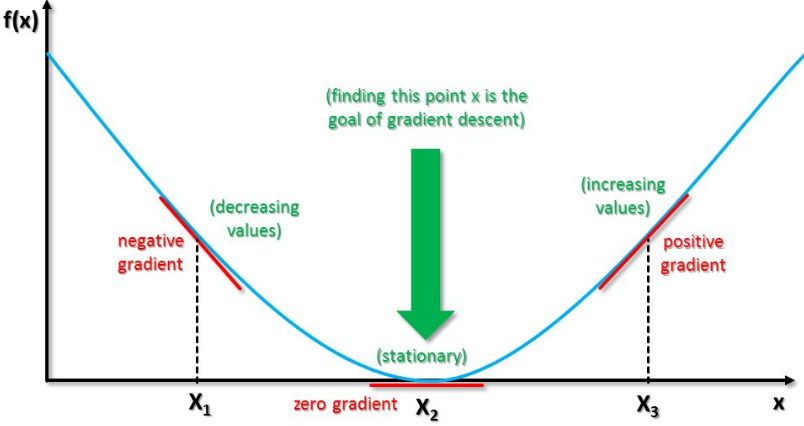 f(x)
(finding this point x is the
goal of gradient descent)
(decreasing
values)
(increasing
values)
negative
gradient
positive
gradient
(stationary)
X₁
zero gradient
X₂
X₃
x